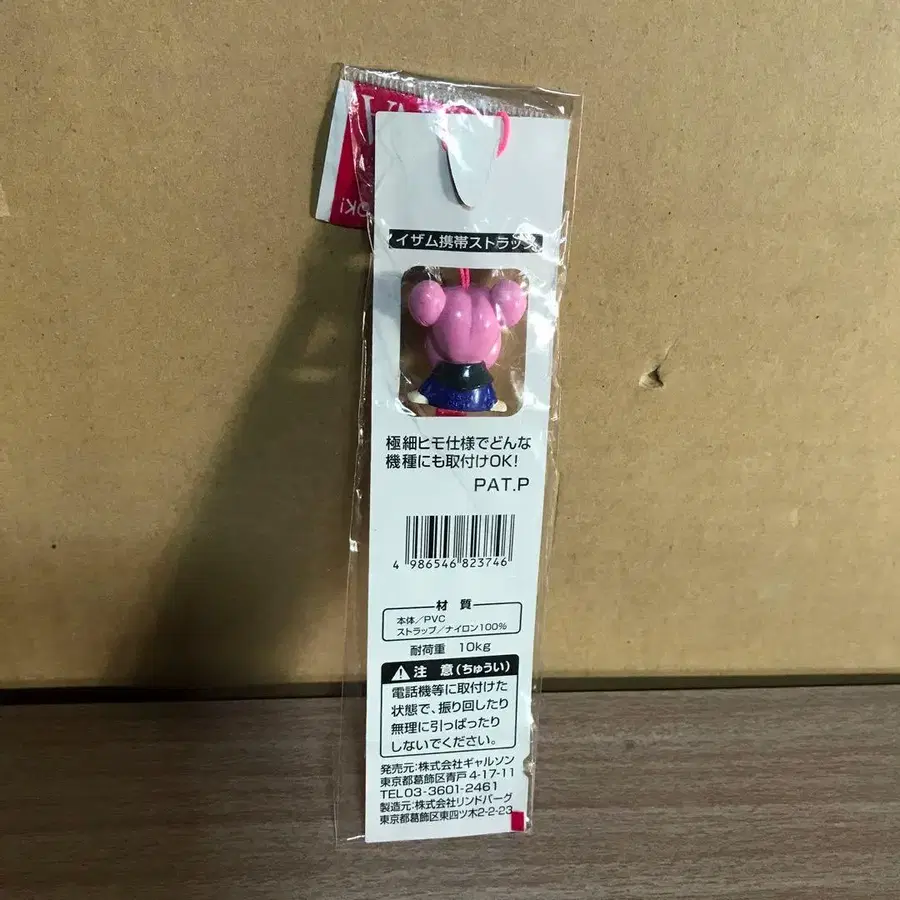 OK!
イザム携帯ストラップ
極細ヒモ仕様でどんな
機種にも取付けOK!
PAT.P
4 986546 823746
材 質
本体/PVC
ストラップ/ナイロン100%
耐荷重 10kg
注 意(ちゅうい)
電話機等に取付けた
状態で、振り回したり
無理に引っぱったり
しないでください。
発売元:株式会社ギャルソン
東京都葛飾区青戸4-17-11
TEL03-3601-2461
製造元:株式会社リンドバーグ
東京都葛飾区東四ツ木2-2-23